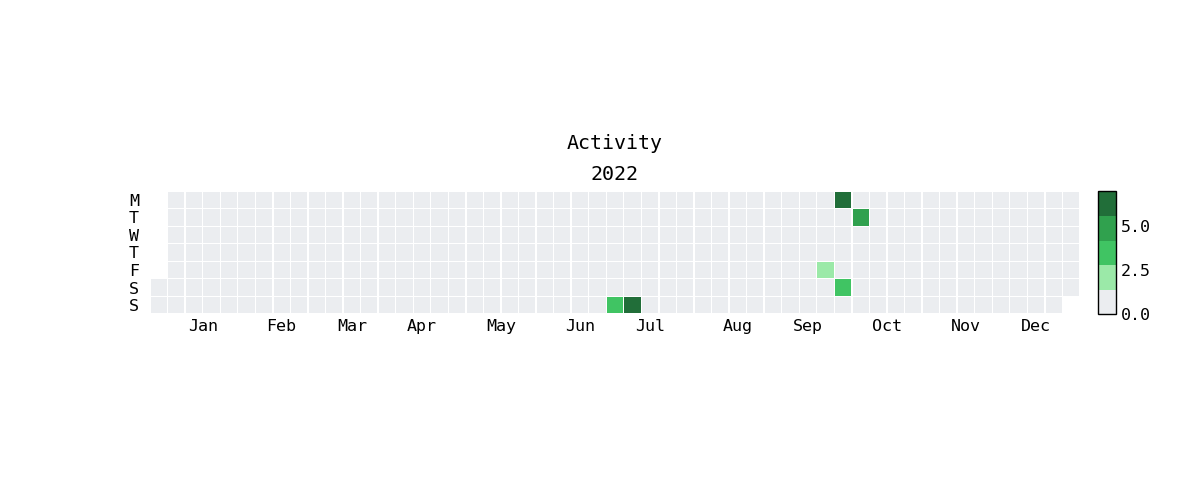 Activity
2022
M
T
W
T
F
S
S
Jan Feb Mar Apr May Jun Jul Aug Sep Oct Nov Dec
5.0
2.5
0.0